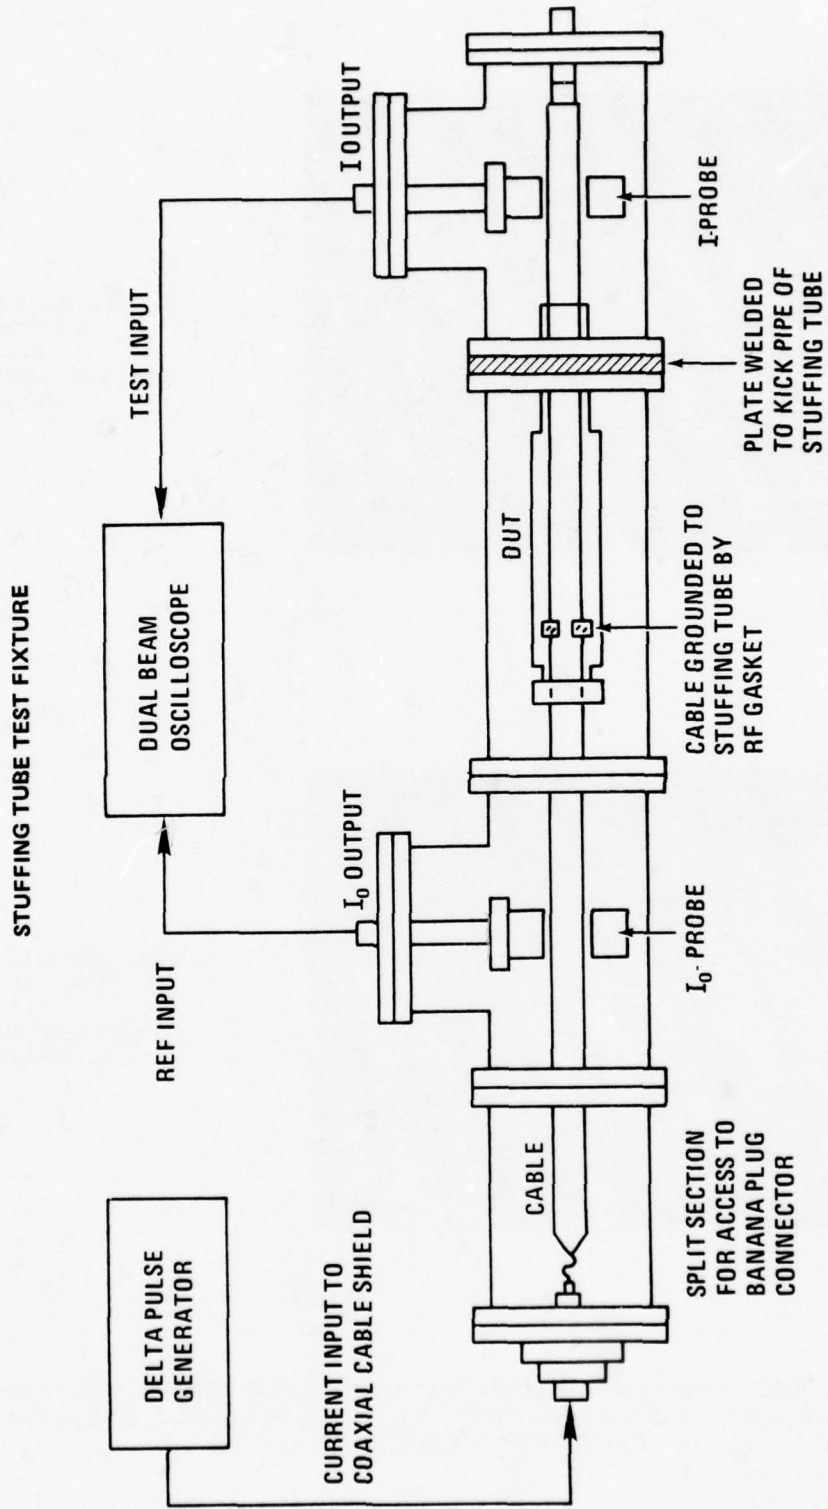 STUFFING TUBE TEST FIXTURE
DELTA PULSE
GENERATOR
DUAL BEAM
OSCILLOSCOPE
REF INPUT
TEST INPUT
CURRENT INPUT TO
COAXIAL CABLE SHIELD
I₀ OUTPUT
I OUTPUT
CABLE
DUT
SPLIT SECTION
FOR ACCESS TO
BANANA PLUG
CONNECTOR
I₀- PROBE
CABLE GROUNDED TO
STUFFING TUBE BY
RF GASKET
PLATE WELDED
TO KICK PIPE OF
STUFFING TUBE
I-PROBE